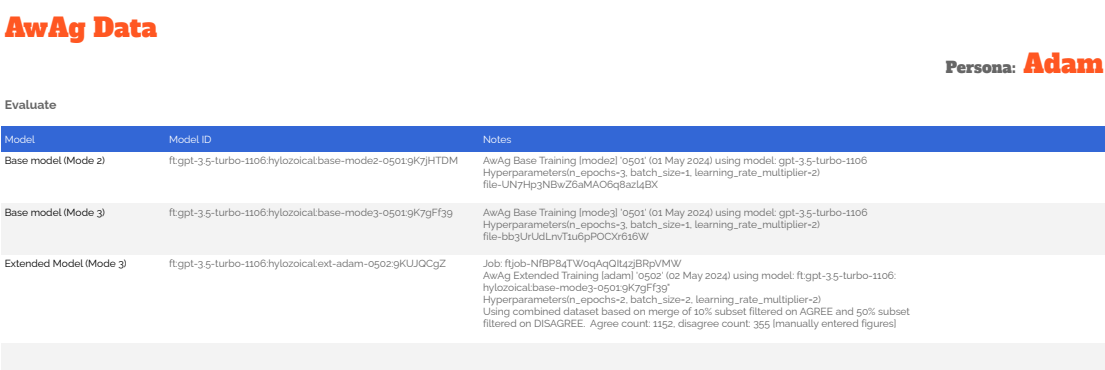 AwAg Data
Persona: Adam
Evaluate
Model Model ID Notes
Base model (Mode 2) ft:gpt-3.5-turbo-1106:hylozoical:base-mode2-0501:9K7jHTDM AwAg Base Training [mode2] '0501' (01 May 2024) using model: gpt-3.5-turbo-1106
Hyperparameters(n_epochs=3, batch_size=1, learning_rate_multiplier=2)
file-UN7Hp3NBwZ6aMAO6q8azl4BX
Base model (Mode 3) ft:gpt-3.5-turbo-1106:hylozoical:base-mode3-0501:9K7gFf39 AwAg Base Training [mode3] '0501' (01 May 2024) using model: gpt-3.5-turbo-1106
Hyperparameters(n_epochs=3, batch_size=1, learning_rate_multiplier=2)
file-bb3UrUdLnvT1u6pPOCXr616W
Extended Model (Mode 3) ft:gpt-3.5-turbo-1106:hylozoical:ext-adam-0502:9KUJQCgZ Job: ftjob-NfBP84TWoqAqQIt4zjBRpVMW
AwAg Extended Training [adam] '0502' (02 May 2024) using model: ft:gpt-3.5-turbo-1106:
hylozoical:base-mode3-0501:9K7gFf39"
Hyperparameters(n_epochs=2, batch_size=2, learning_rate_multiplier=2)
Using combined dataset based on merge of 10% subset filtered on AGREE and 50% subset
filtered on DISAGREE. Agree count: 1152, disagree count: 355 [manually entered figures]